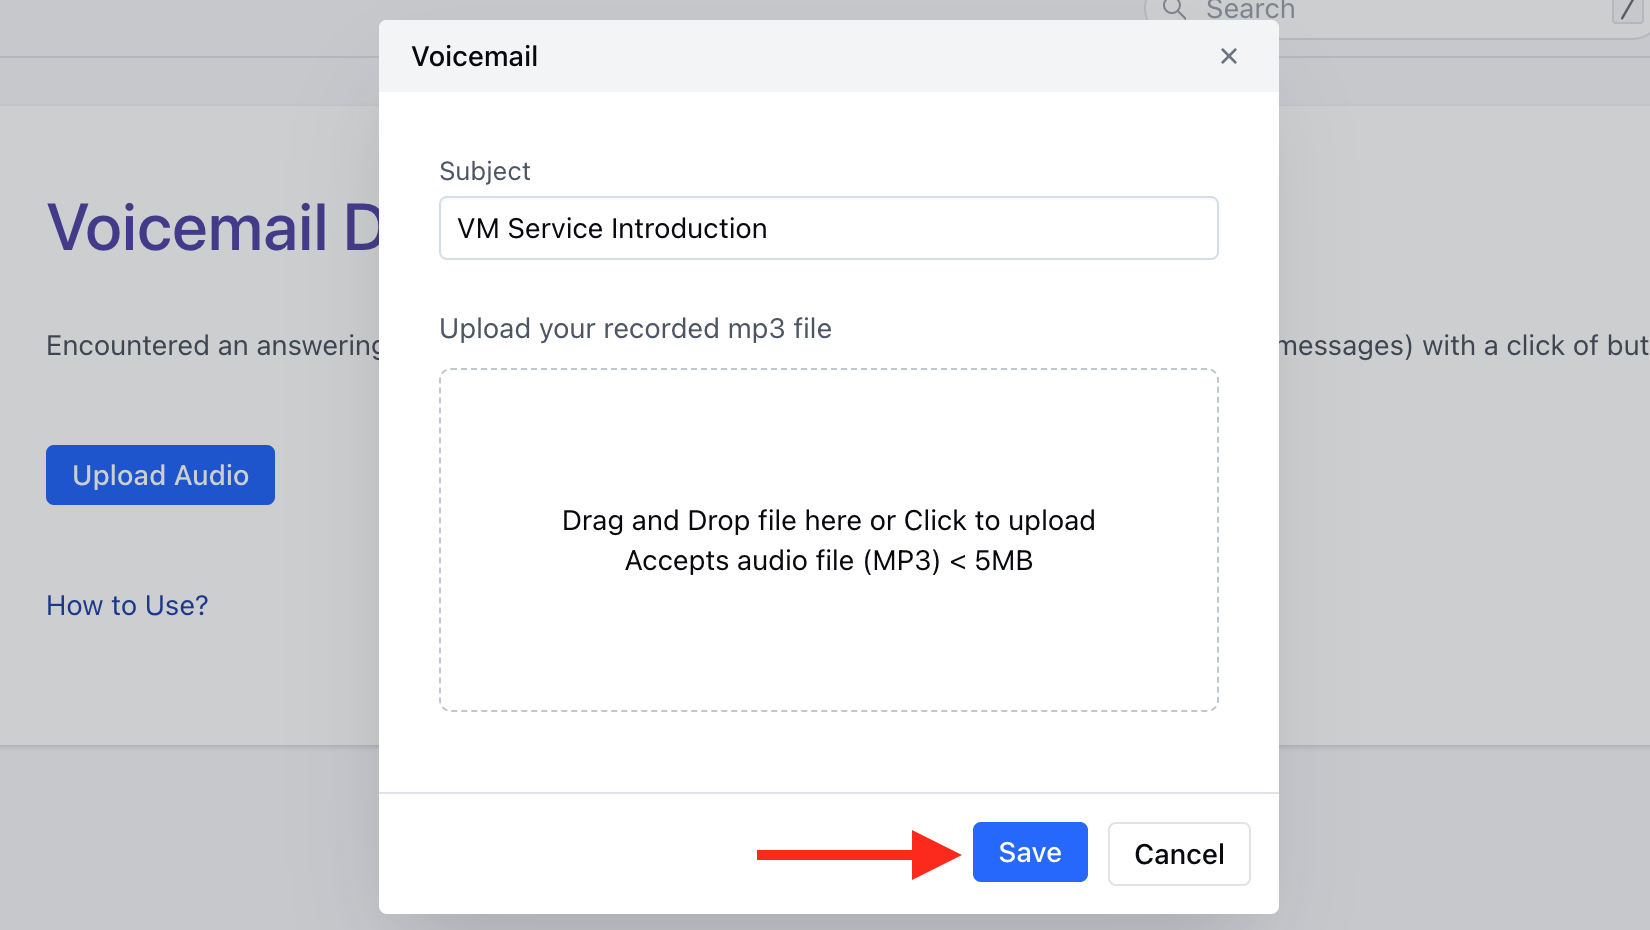 Search /
Voicemail
Voicemail D
Subject
VM Service Introduction
Upload your recorded mp3 file
Encountered an answering
messages) with a click of but
Drag and Drop file here or Click to upload
Accepts audio file (MP3) < 5MB
Upload Audio
How to Use?
Save
Cancel